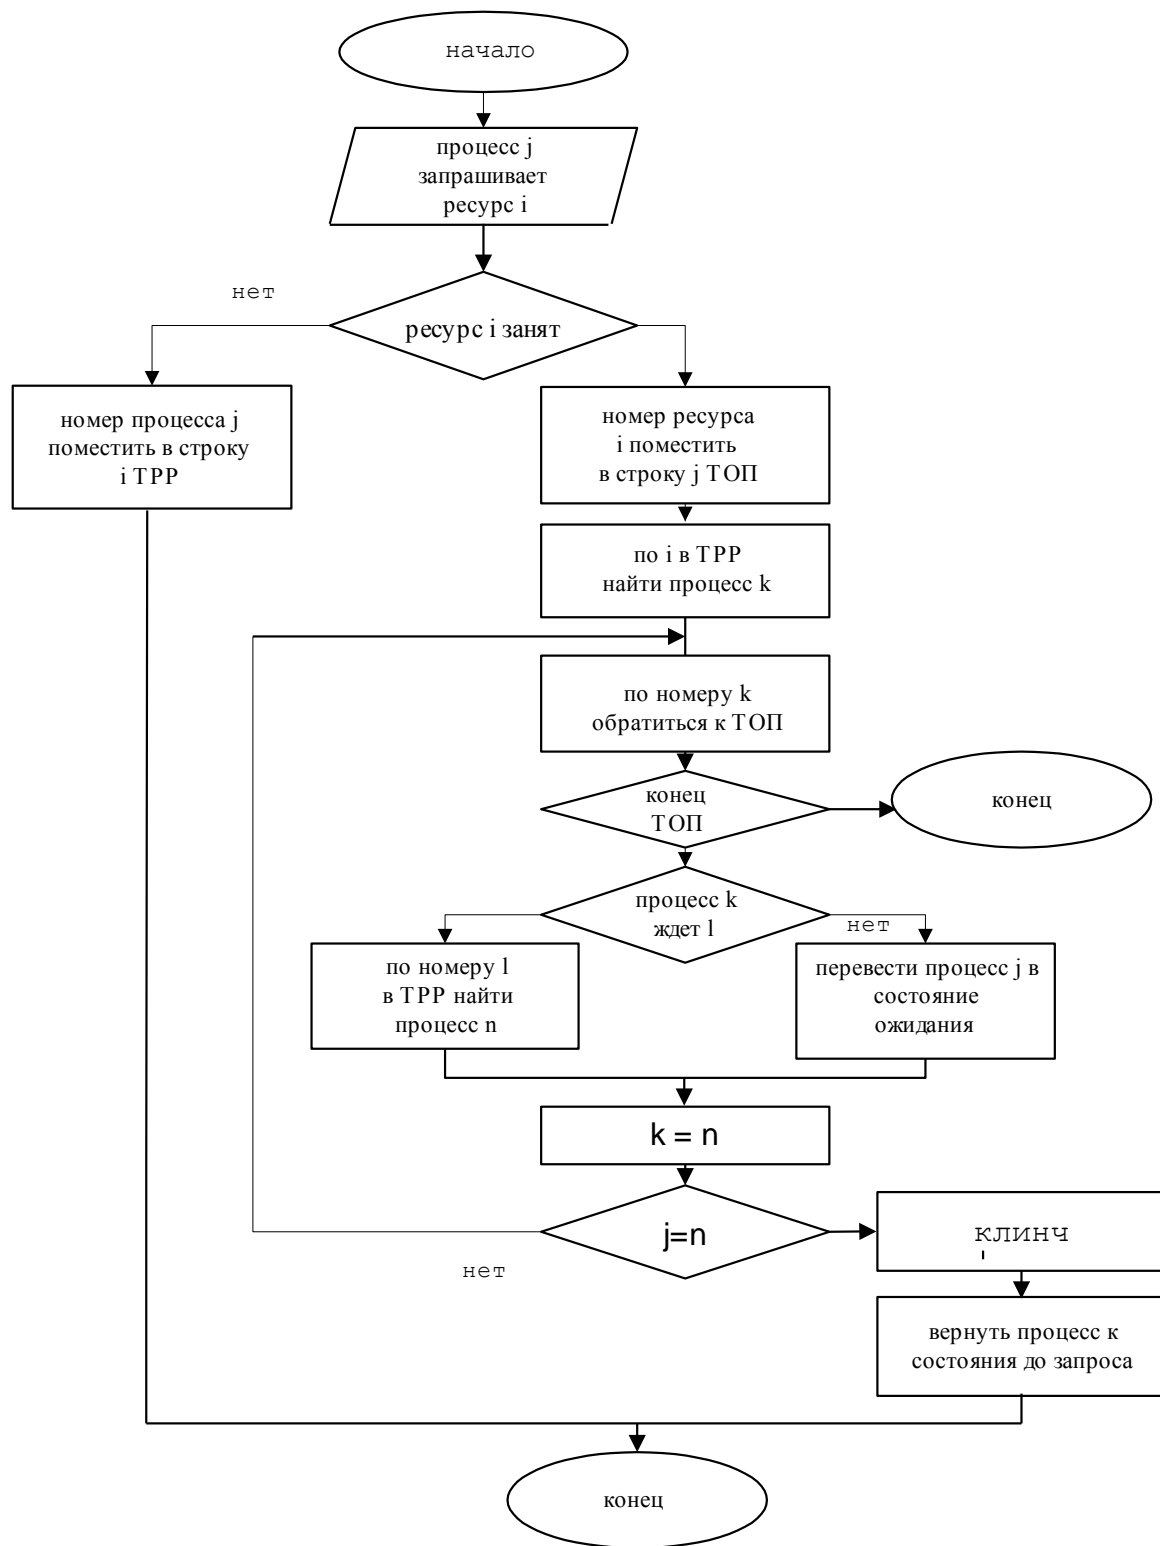 начало
процесс j
запрашивает
ресурс i
нет
ресурс i занят
номер процесса j
поместить в строку
i ТРР
номер ресурса
i поместить
в строку j ТОП
по i в ТРР
найти процесс k
по номеру k
обратиться к ТОП
конец
ТОП
конец
процесс k
ждет l
нет
по номеру l
в ТРР найти
процесс n
перевести процесс j в
состояние
ожидания
k = n
j=n
нет
клинч
вернуть процесс к
состояния до запроса
конец